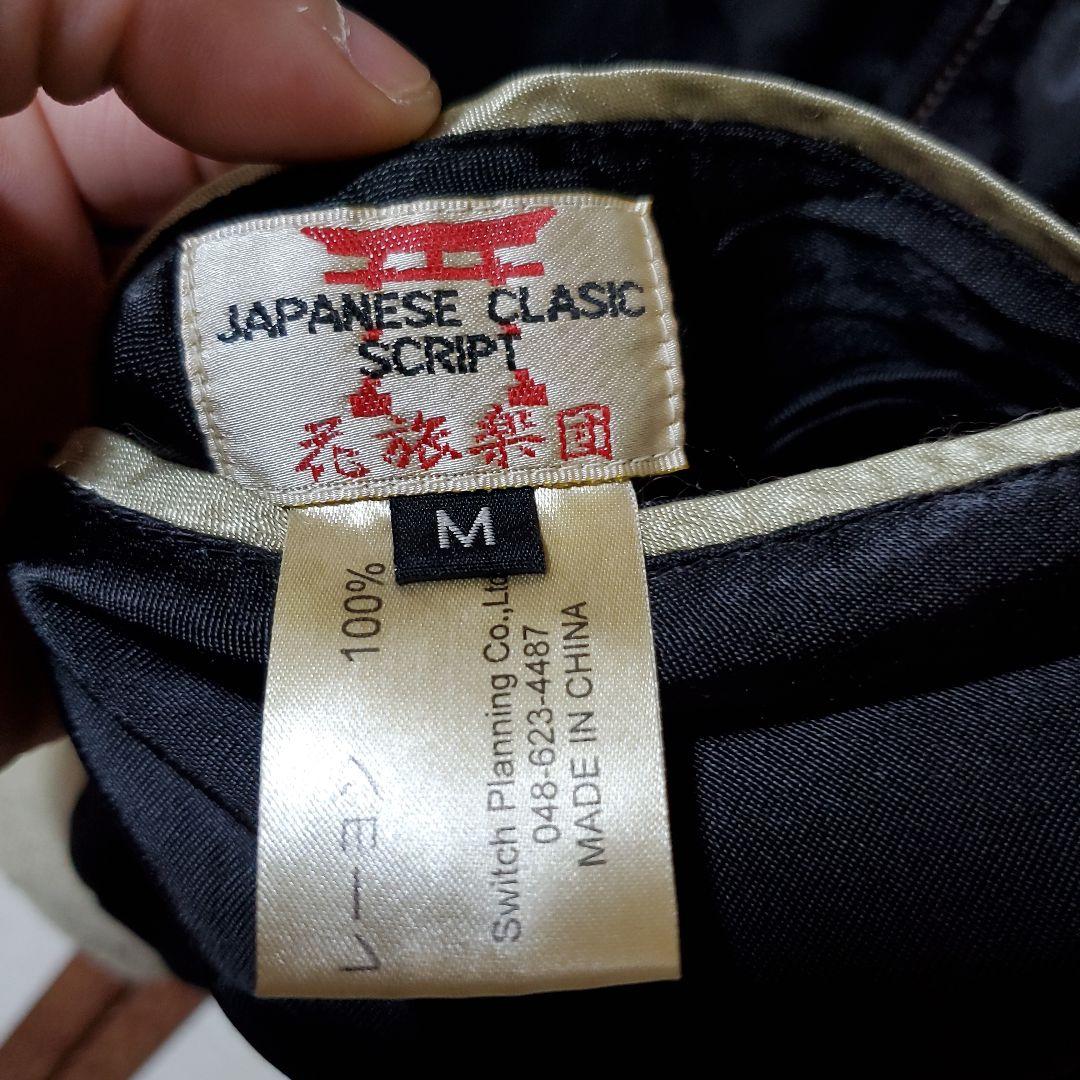 JAPANESE CLASIC
SCRIPT
花旅楽団
M
レーヨン 100%
Switch Planning Co.,Ltd
048-623-4487
MADE IN CHINA